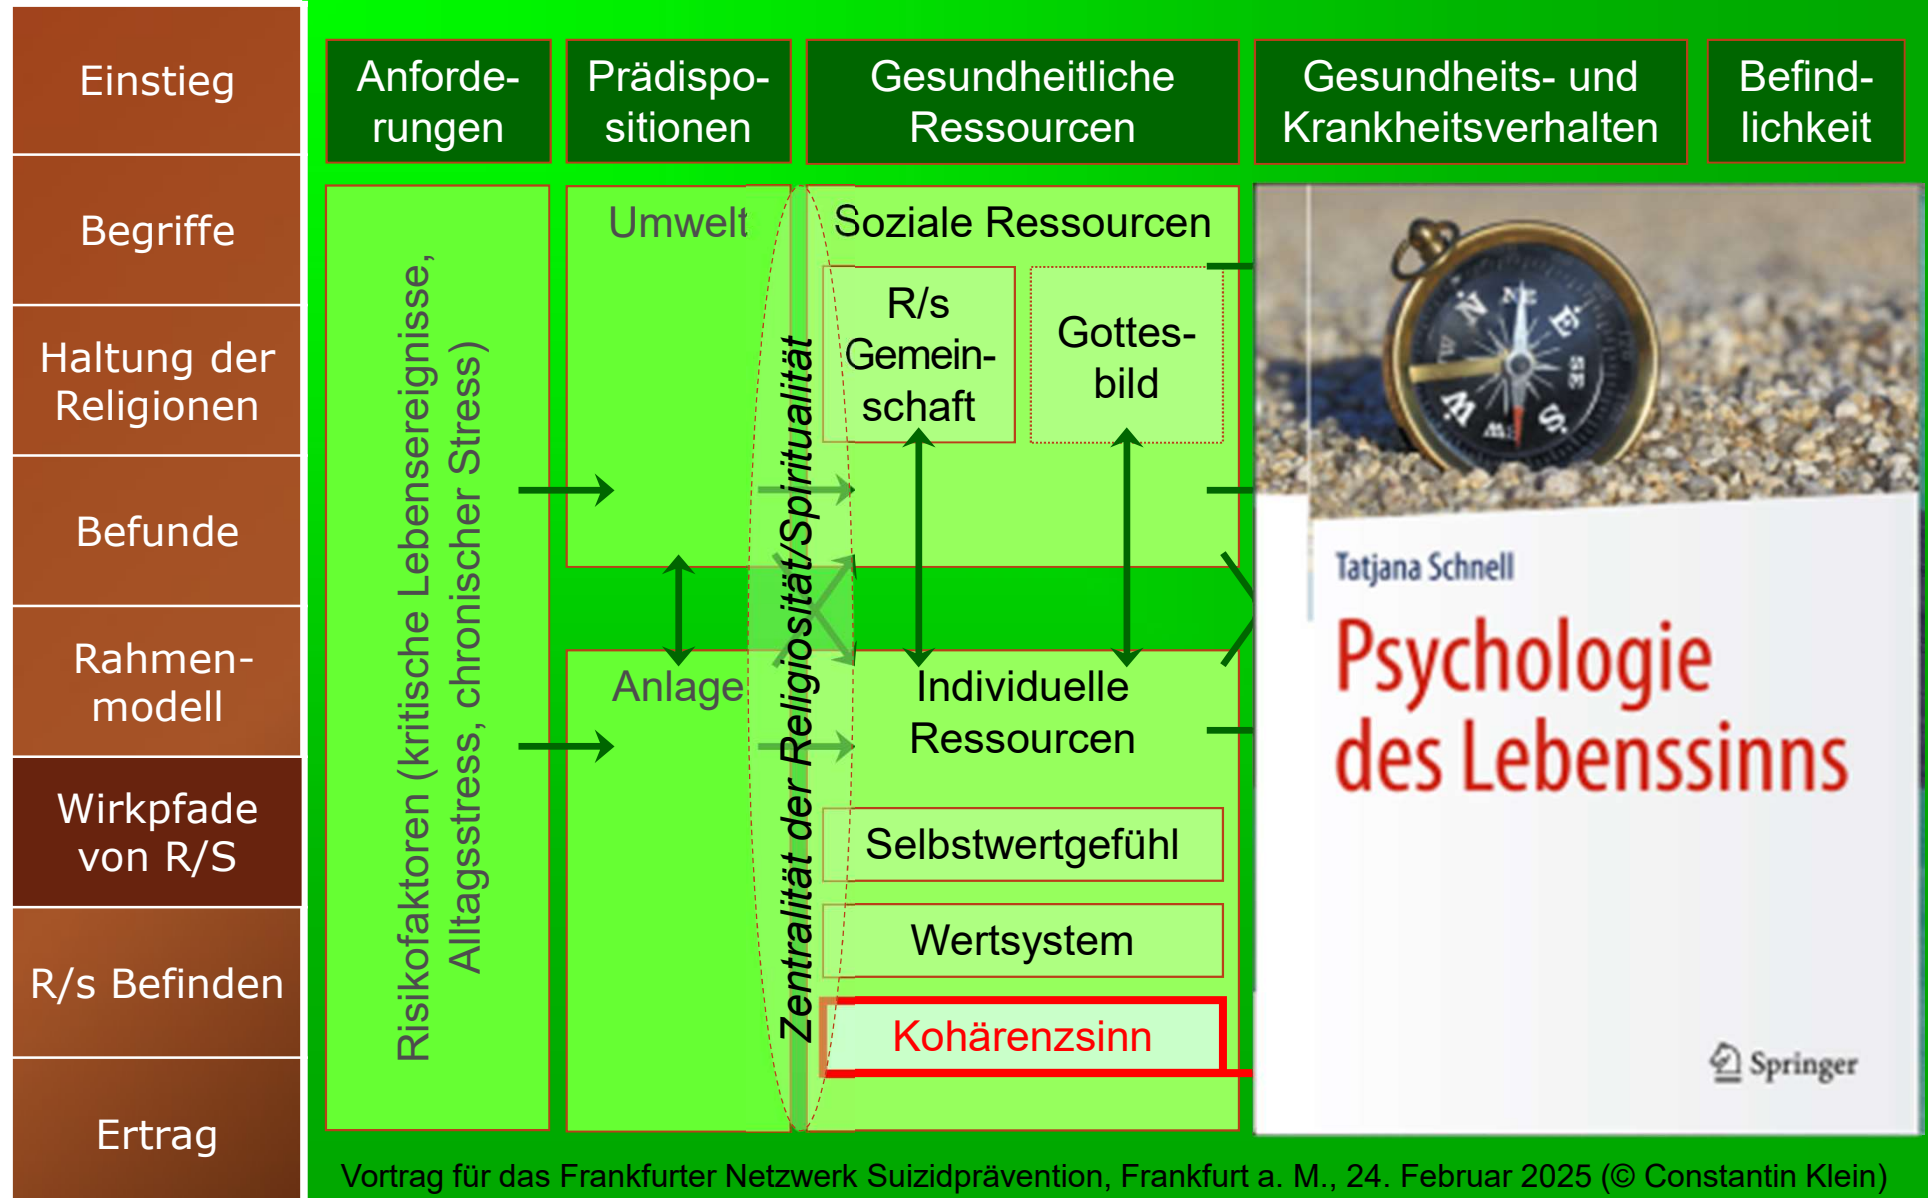 Einstieg
Begriffe
Haltung der
Religionen
Befunde
Rahmen-
modell
Wirkpfade
von R/S
R/s Befinden
Ertrag
Anforde-
rungen
Prädispo-
sitionen
Gesundheitliche
Ressourcen
Gesundheits- und
Krankheitsverhalten
Befind-
lichkeit
Risikofaktoren (kritische Lebensereignisse,
Alltagsstress, chronischer Stress)
Umwelt
Anlage
Zentralität der Religiosität/Spiritualität
Soziale Ressourcen
R/s
Gemein-
schaft
Gottes-
bild
Individuelle
Ressourcen
Selbstwertgefühl
Wertsystem
Kohärenzsinn
N
NE
E
SE
S
SW
W
Tatjana Schnell
Psychologie
des Lebenssinns
Springer
Vortrag für das Frankfurter Netzwerk Suizidprävention, Frankfurt a. M., 24. Februar 2025 (© Constantin Klein)